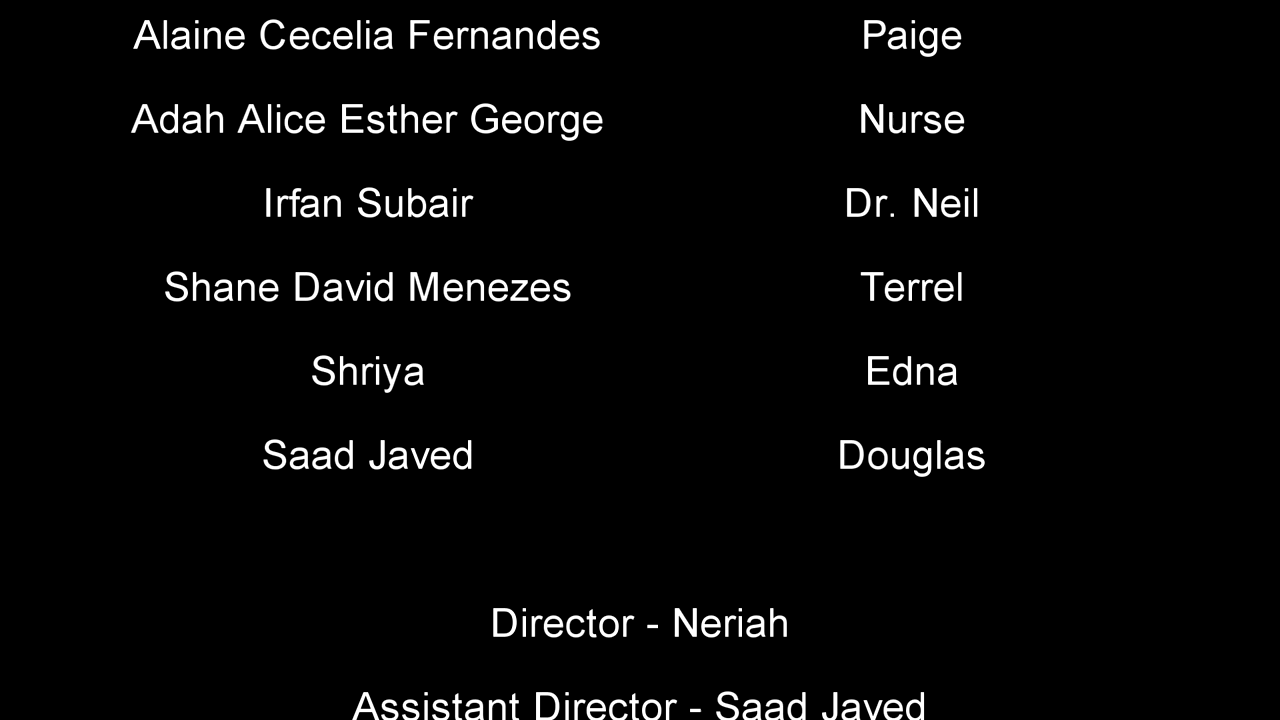 Alaine Cecelia Fernandes Paige
Adah Alice Esther George Nurse
Irfan Subair Dr. Neil
Shane David Menezes Terrel
Shriya Edna
Saad Javed Douglas
Director - Neriah
Assistant Director - Saad Javed